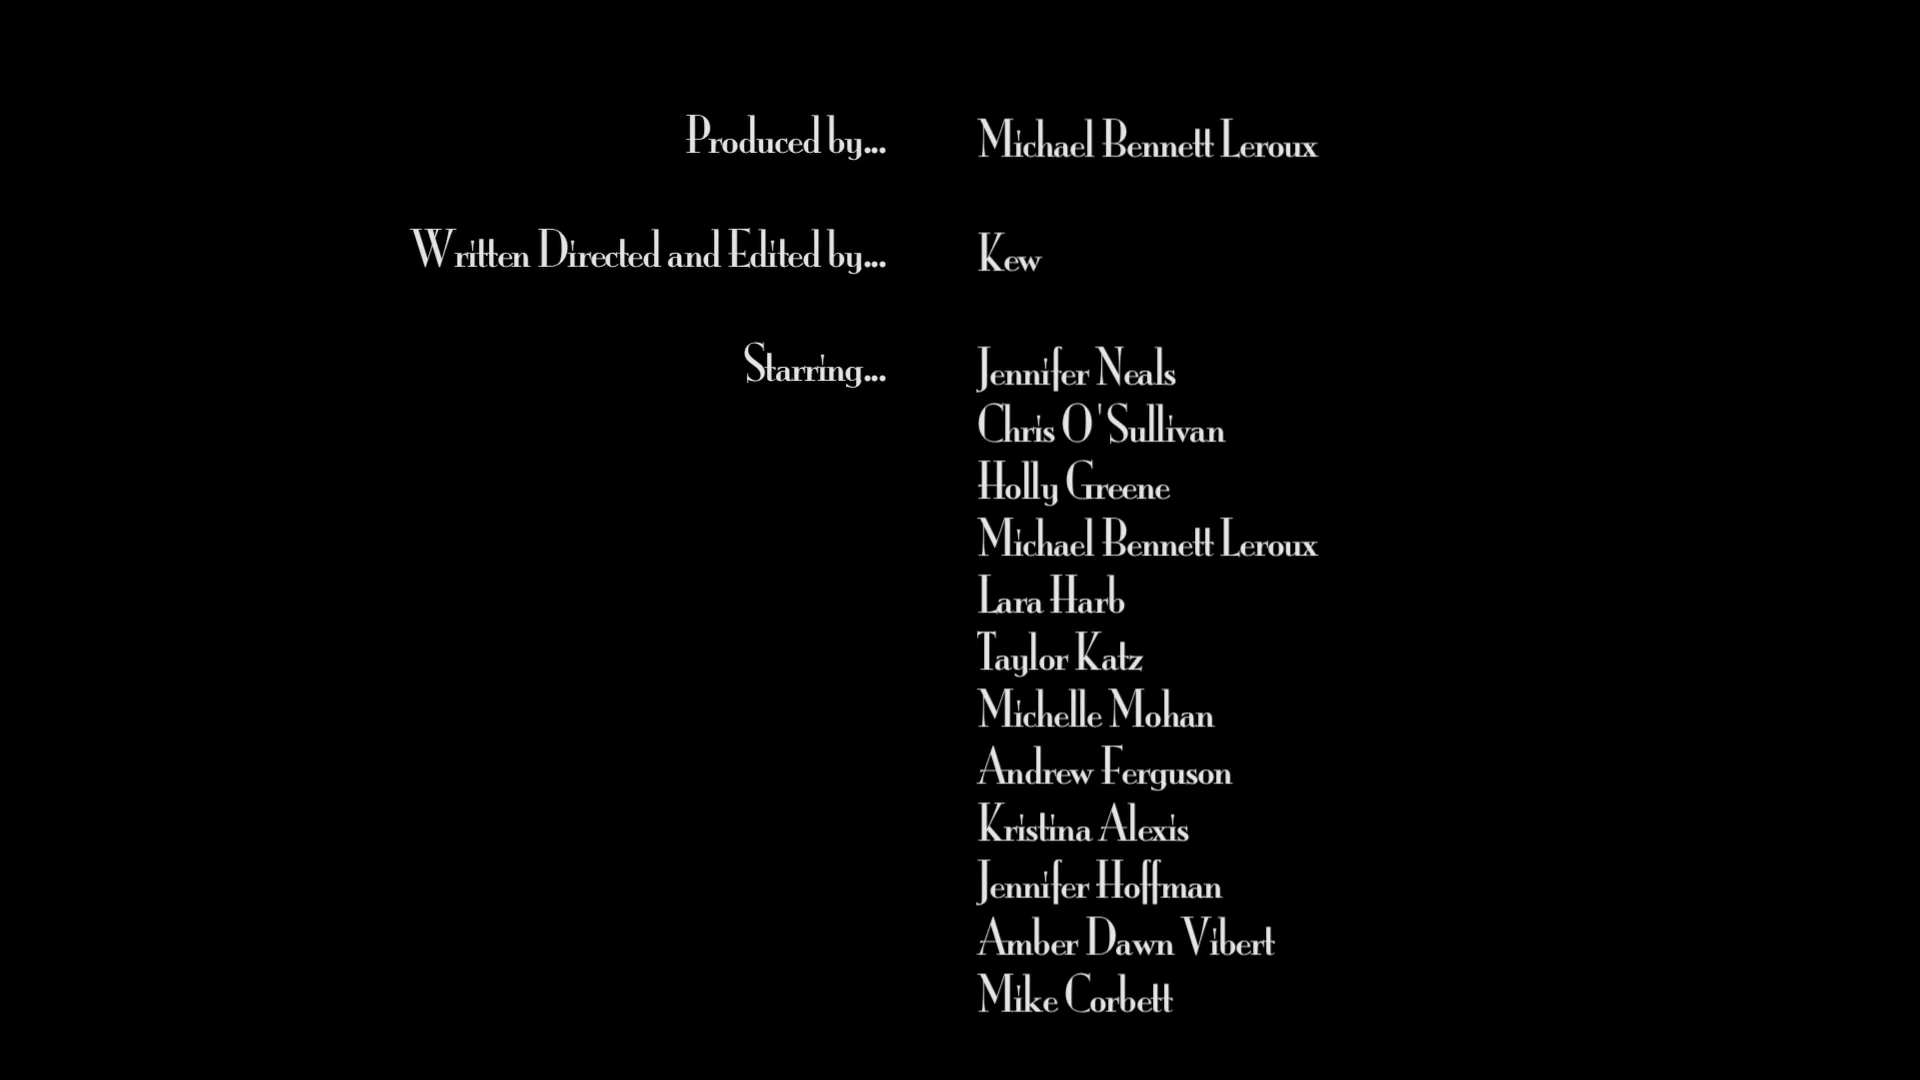 Produced by... Michael Bennett Leroux
Written Directed and Edited by... Kew
Starring... Jennifer Neals
Chris O'Sullivan
Holly Greene
Michael Bennett Leroux
Lara Harb
Taylor Katz
Michelle Mohan
Andrew Ferguson
Kristina Alexis
Jennifer Hoffman
Amber Dawn Vibert
Mike Corbett